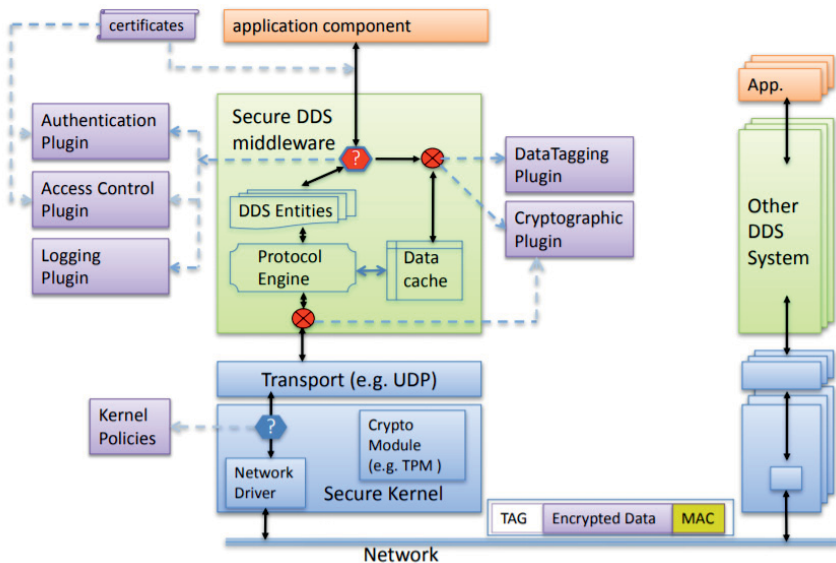 certificates
application component
App.
Authentication
Plugin
Access Control
Plugin
Logging
Plugin
Secure DDS
middleware
?
DataTagging
Plugin
Cryptographic
Plugin
DDS Entities
Protocol
Engine
Data
cache
Other
DDS
System
Transport (e.g. UDP)
Kernel
Policies
?
Crypto
Module
(e.g. TPM )
Network
Driver
Secure Kernel
TAG
Encrypted Data
MAC
Network